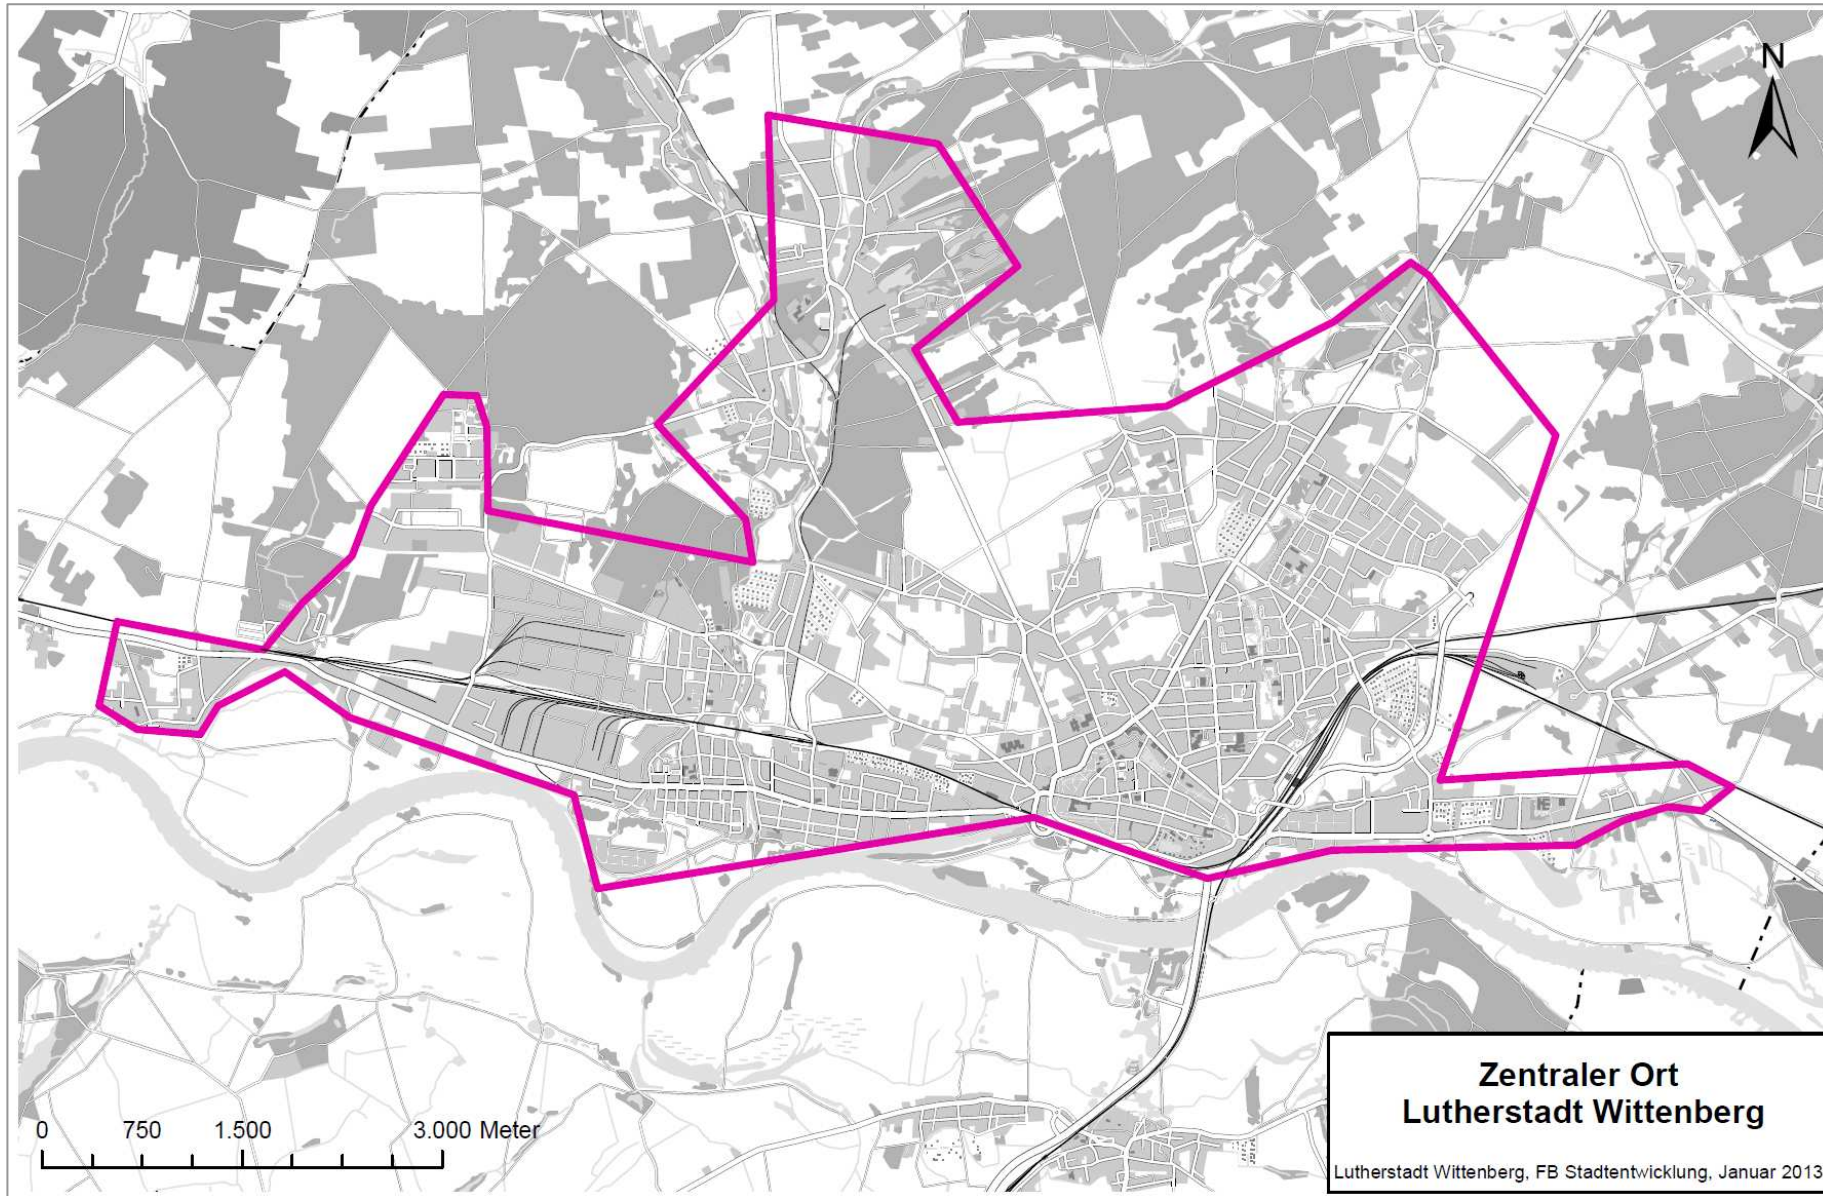 N
0 750 1.500 3.000 Meter
Zentraler Ort
Lutherstadt Wittenberg
Lutherstadt Wittenberg, FB Stadtentwicklung, Januar 2013